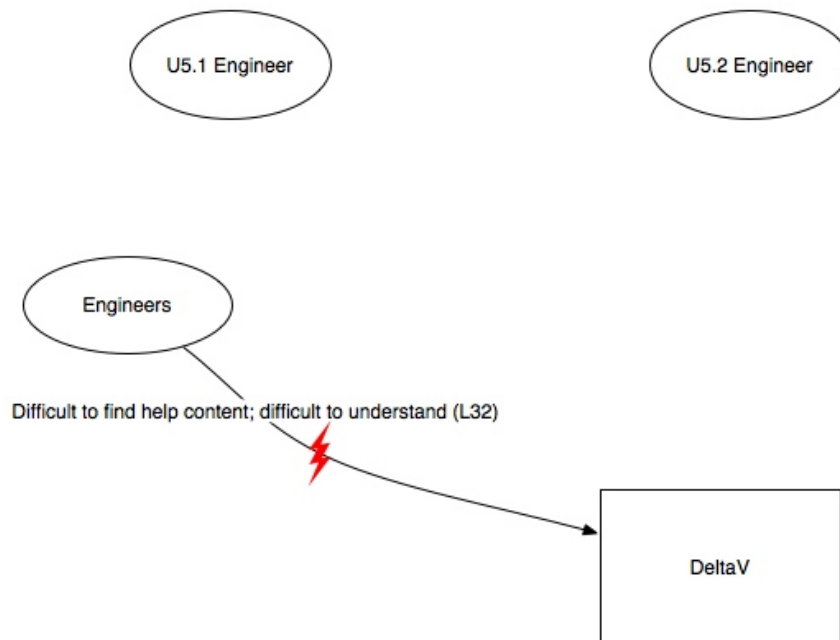 U5.1 Engineer
U5.2 Engineer
Engineers
Difficult to find help content; difficult to understand (L32)
DeltaV